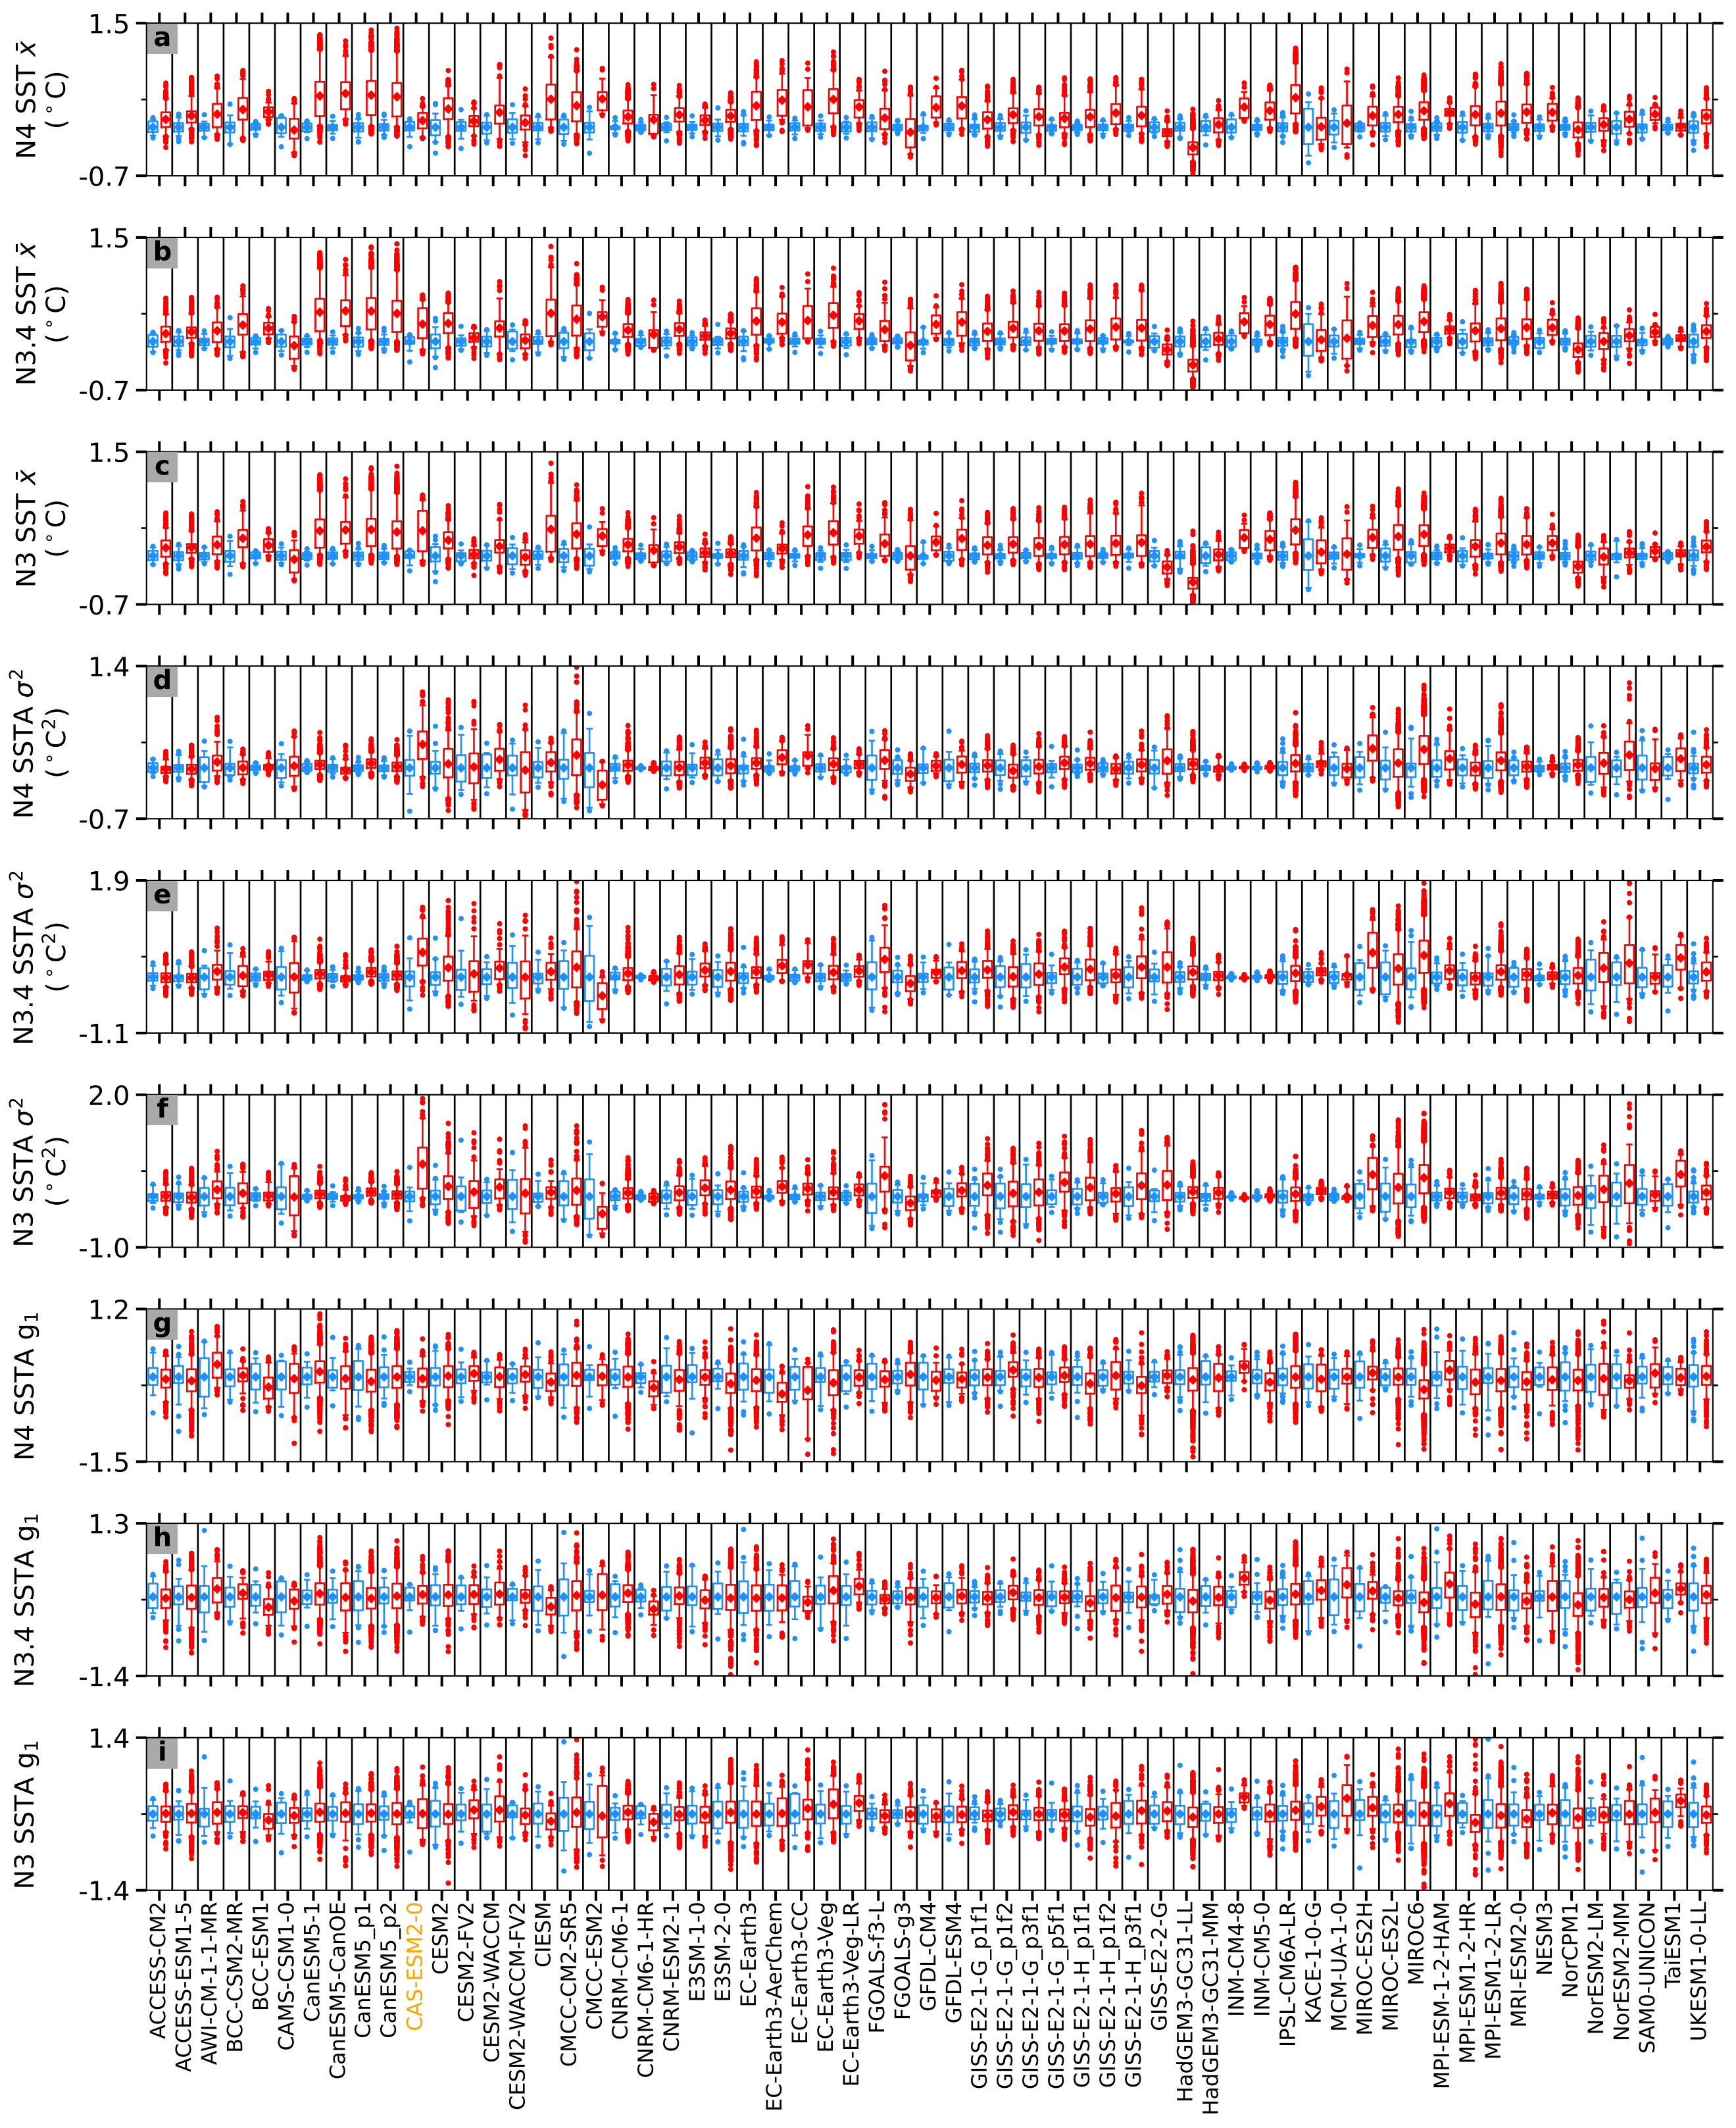 a
N4 SST x̄
(°C)
1.5
-0.7
b
N3.4 SST x̄
(°C)
1.5
-0.7
c
N3 SST x̄
(°C)
1.5
-0.7
d
N4 SSTA σ²
(°C²)
1.4
-0.7
e
N3.4 SSTA σ²
(°C²)
1.9
-1.1
f
N3 SSTA σ²
(°C²)
2.0
-1.0
g
N4 SSTA g₁
1.2
-1.5
h
N3.4 SSTA g₁
1.3
-1.4
i
N3 SSTA g₁
1.4
-1.4
ACCESS-CM2
ACCESS-ESM1-5
AWI-CM-1-1-MR
BCC-CSM2-MR
BCC-ESM1
CAMS-CSM1-0
CanESM5-1
CanESM5-CanOE
CanESM5_p1
CanESM5_p2
CAS-ESM2-0
CESM2
CESM2-FV2
CESM2-WACCM
CESM2-WACCM-FV2
CIESM
CMCC-CM2-SR5
CMCC-ESM2
CNRM-CM6-1
CNRM-CM6-1-HR
CNRM-ESM2-1
E3SM-1-0
E3SM-2-0
EC-Earth3
EC-Earth3-AerChem
EC-Earth3-CC
EC-Earth3-Veg
EC-Earth3-Veg-LR
FGOALS-f3-L
FGOALS-g3
GFDL-CM4
GFDL-ESM4
GISS-E2-1-G_p1f1
GISS-E2-1-G_p1f2
GISS-E2-1-G_p3f1
GISS-E2-1-G_p5f1
GISS-E2-1-H_p1f1
GISS-E2-1-H_p1f2
GISS-E2-1-H_p3f1
GISS-E2-2-G
HadGEM3-GC31-LL
HadGEM3-GC31-MM
INM-CM4-8
INM-CM5-0
IPSL-CM6A-LR
KACE-1-0-G
MCM-UA-1-0
MIROC-ES2H
MIROC-ES2L
MIROC6
MPI-ESM-1-2-HAM
MPI-ESM1-2-HR
MPI-ESM1-2-LR
MRI-ESM2-0
NESM3
NorCPM1
NorESM2-LM
NorESM2-MM
SAM0-UNICON
TaiESM1
UKESM1-0-LL